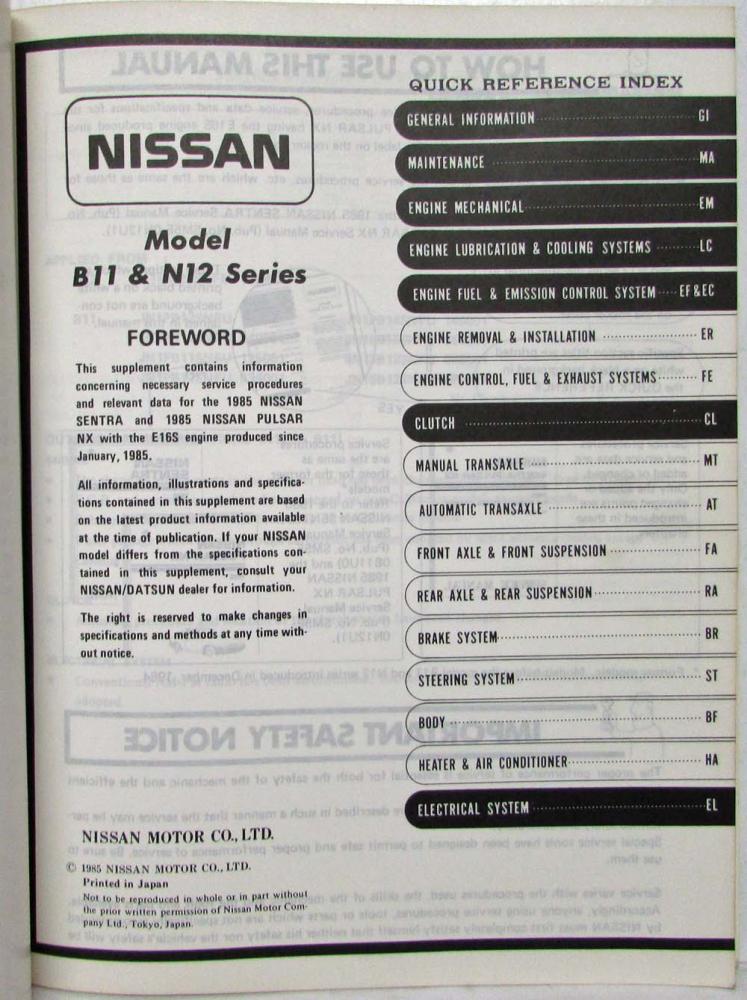 NISSAN
Model
B11 & N12 Series
FOREWORD
This supplement contains information
concerning necessary service procedures
and relevant data for the 1985 NISSAN
SENTRA and 1985 NISSAN PULSAR
NX with the E16S engine produced since
January, 1985.
All information, illustrations and specifica-
tions contained in this supplement are based
on the latest product information available
at the time of publication. If your NISSAN
model differs from the specifications con-
tained in this supplement, consult your
NISSAN/DATSUN dealer for information.
The right is reserved to make changes in
specifications and methods at any time with-
out notice.
NISSAN MOTOR CO., LTD.
© 1985 NISSAN MOTOR CO., LTD.
Printed in Japan
Not to be reproduced in whole or in part without
the prior written permission of Nissan Motor Com-
pany Ltd., Tokyo, Japan.
QUICK REFERENCE INDEX
GENERAL INFORMATION GI
MAINTENANCE MA
ENGINE MECHANICAL EM
ENGINE LUBRICATION & COOLING SYSTEMS LC
ENGINE FUEL & EMISSION CONTROL SYSTEM EF & EC
ENGINE REMOVAL & INSTALLATION ER
ENGINE CONTROL, FUEL & EXHAUST SYSTEMS FE
CLUTCH CL
MANUAL TRANSAXLE MT
AUTOMATIC TRANSAXLE AT
FRONT AXLE & FRONT SUSPENSION FA
REAR AXLE & REAR SUSPENSION RA
BRAKE SYSTEM BR
STEERING SYSTEM ST
BODY BF
HEATER & AIR CONDITIONER HA
ELECTRICAL SYSTEM EL